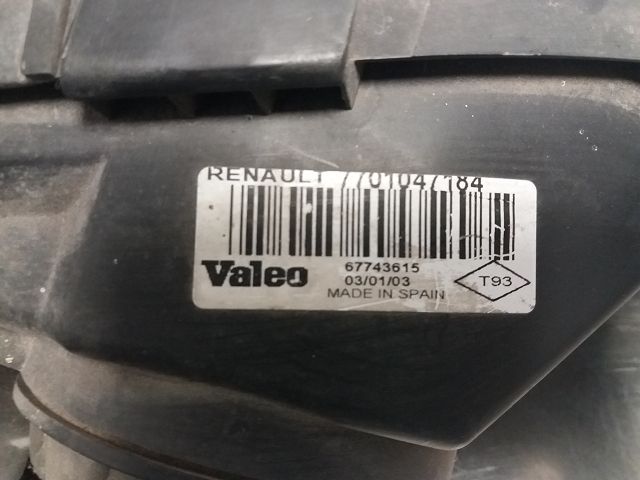 RENAULT 7701047184
Valeo
67743615
03/01/03
MADE IN SPAIN
T93